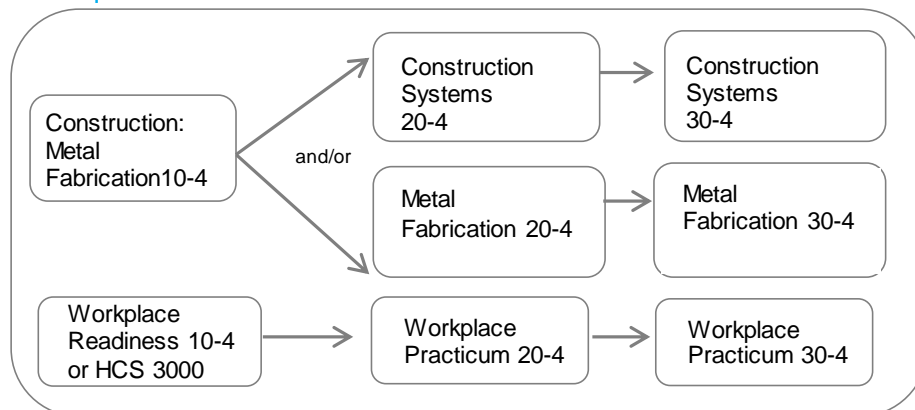 Construction
Systems
20-4
Construction
Systems
30-4
Construction:
Metal
Fabrication10-4
and/or
Metal
Fabrication 20-4
Metal
Fabrication 30-4
Workplace
Readiness 10-4
or HCS 3000
Workplace
Practicum 20-4
Workplace
Practicum 30-4